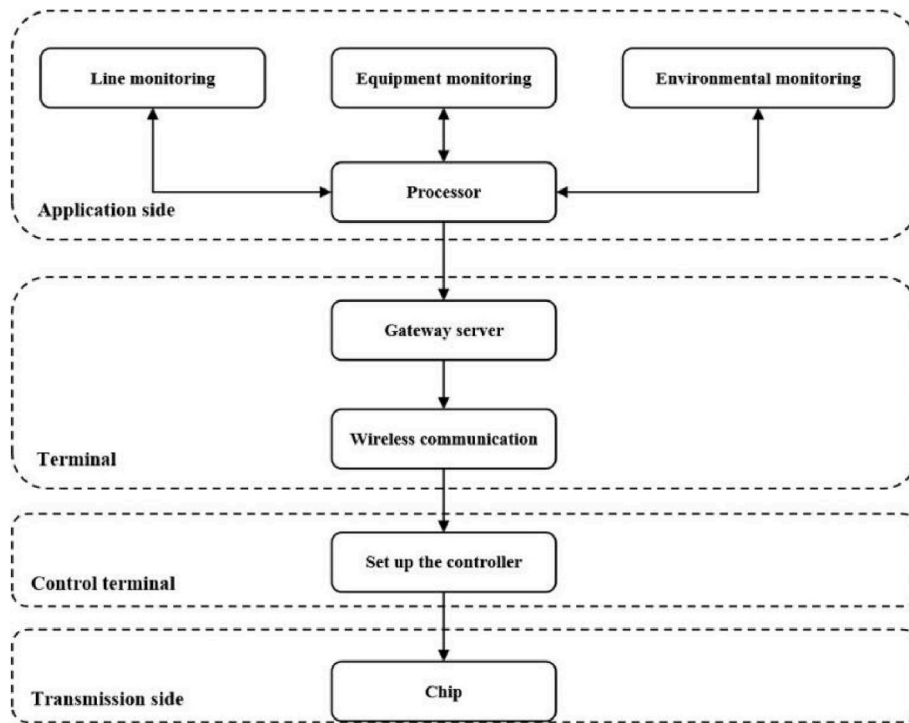 Line monitoring
Equipment monitoring
Environmental monitoring
Processor
Application side
Gateway server
Wireless communication
Terminal
Set up the controller
Control terminal
Chip
Transmission side